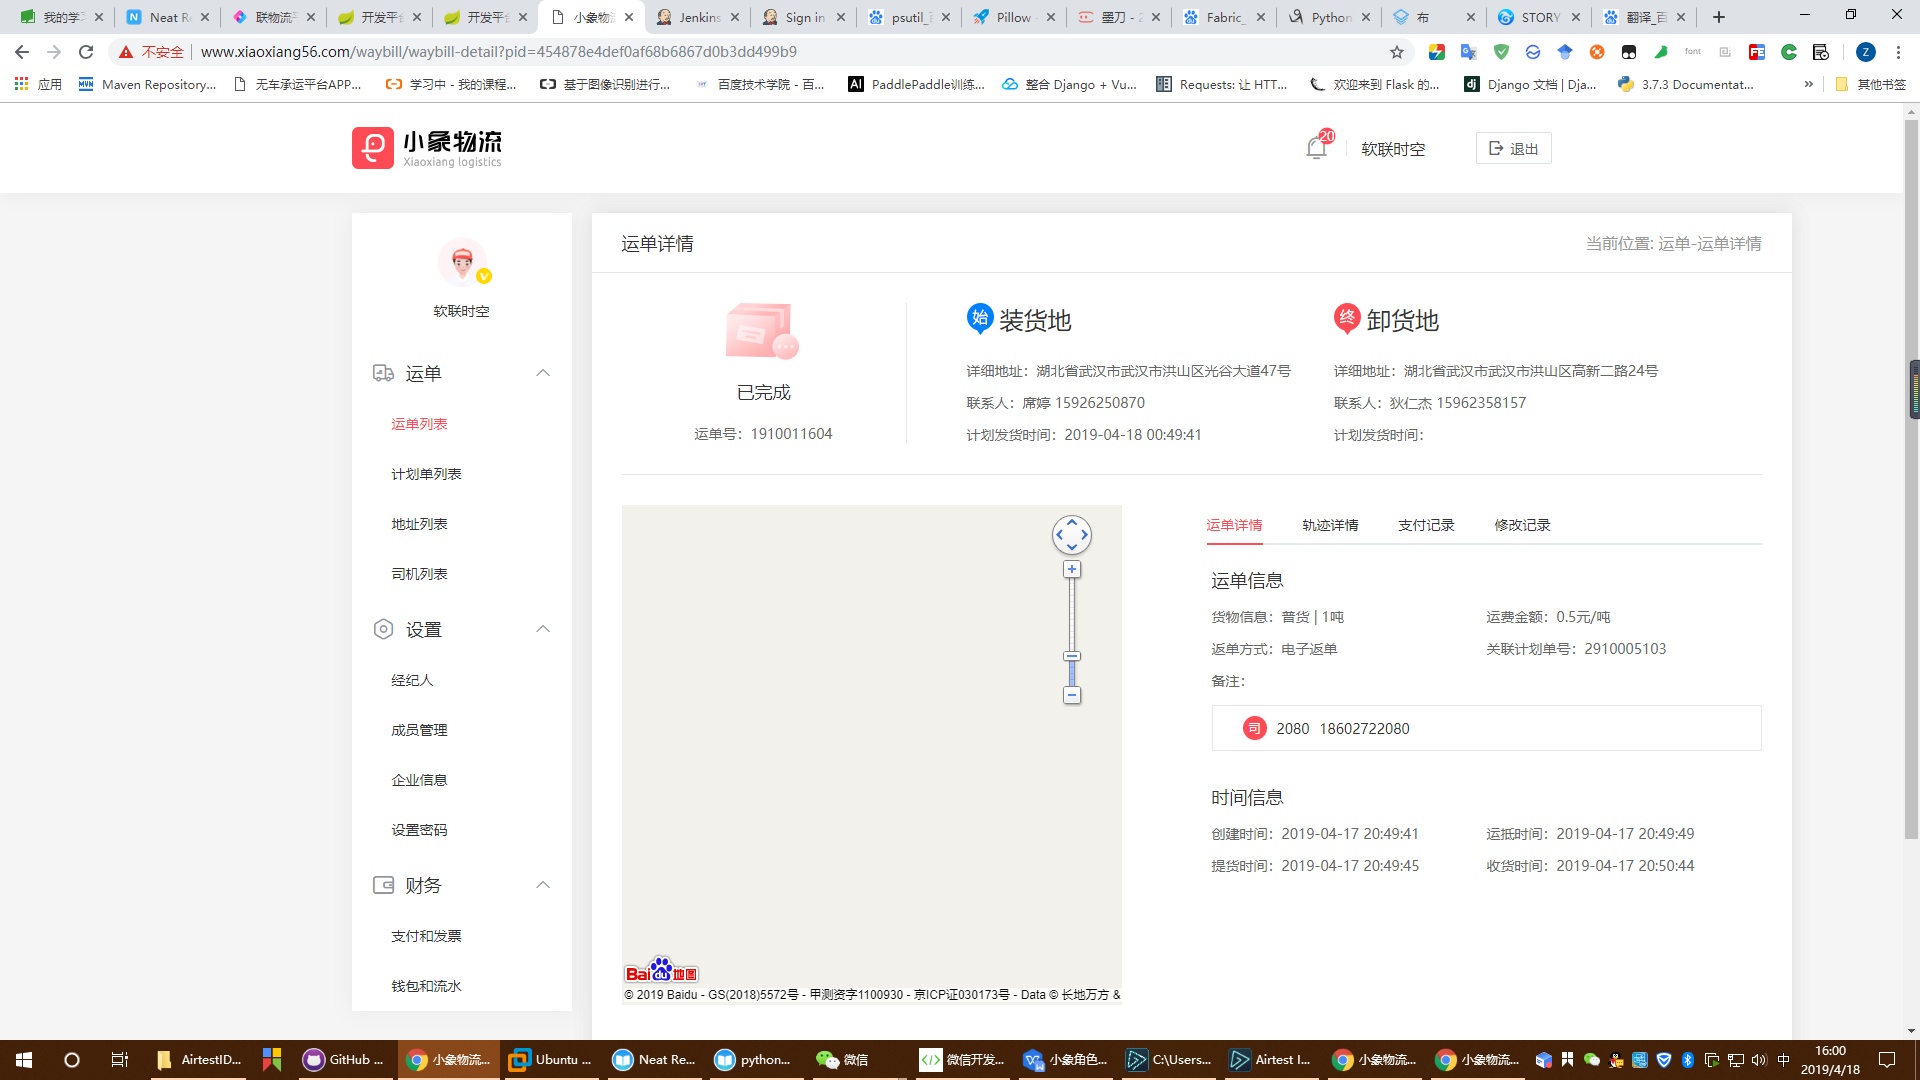 我的学 Neat Re 联物流平 开发平台 开发平台 小象物流 Jenkins Sign in psutil_ Pillow 墨刀 - 2 Fabric_ Python 布 STORY 翻译_百
不安全 www.xiaoxiang56.com/waybill/waybill-detail?pid=454878e4def0af68b6867d0b3dd499b9
应用 Maven Repository... 无车承运平台APP... 学习中 - 我的课程... 基于图像识别进行... 百度技术学院 - 百... PaddlePaddle训练... 整合 Django + Vu... Requests: 让 HTT... 欢迎来到 Flask 的... Django 文档 | Dja... 3.7.3 Documentat... » 其他书签
小象物流
Xiaoxiang logistics
20
软联时空
退出
软联时空
运单
运单列表
计划单列表
地址列表
司机列表
设置
经纪人
成员管理
企业信息
设置密码
财务
支付和发票
钱包和流水
运单详情
当前位置: 运单-运单详情
已完成
运单号：1910011604
始 装货地
详细地址：湖北省武汉市武汉市洪山区光谷大道47号
联系人：席婷 15926250870
计划发货时间：2019-04-18 00:49:41
终 卸货地
详细地址：湖北省武汉市武汉市洪山区高新二路24号
联系人：狄仁杰 15962358157
计划发货时间：
Bai du 地图
© 2019 Baidu - GS(2018)5572号 - 甲测资字1100930 - 京ICP证030173号 - Data © 长地万方 &
运单详情 轨迹详情 支付记录 修改记录
运单信息
货物信息：普货 | 1吨 运费金额：0.5元/吨
返单方式：电子返单 关联计划单号：2910005103
备注：
司 2080 18602722080
时间信息
创建时间：2019-04-17 20:49:41 运抵时间：2019-04-17 20:49:49
提货时间：2019-04-17 20:49:45 收货时间：2019-04-17 20:50:44
AirtestID... GitHub ... 小象物流... Ubuntu ... Neat Re... python... 微信 微信开发... 小象角色... C:\Users... Airtest I... 小象物流... 小象物流... 中
16:00
2019/4/18